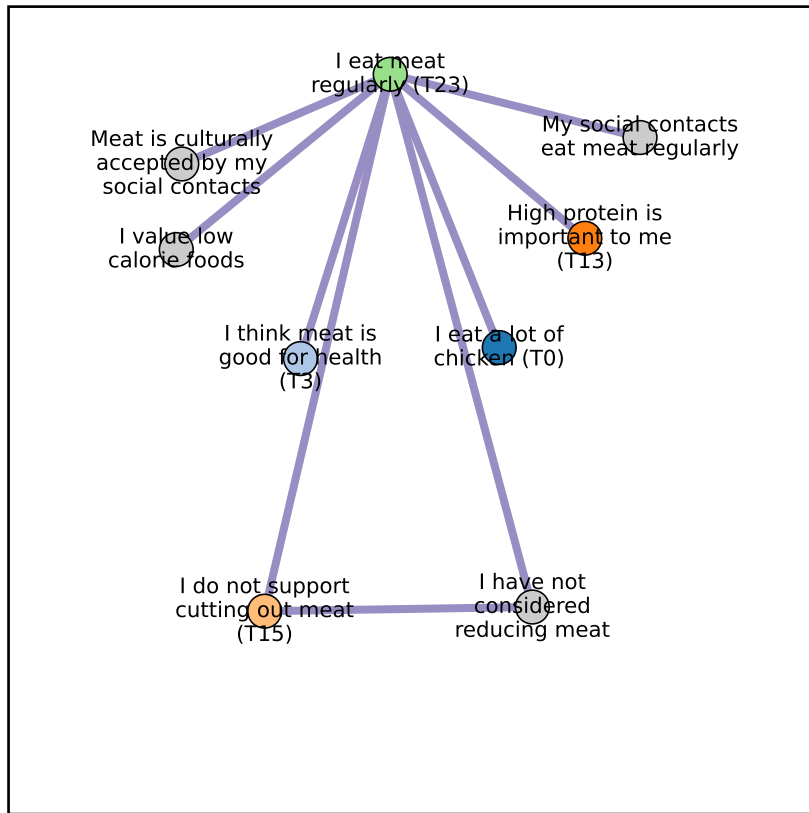 I eat meat
regularly (T23)
My social contacts
eat meat regularly
Meat is culturally
accepted by my
social contacts
High protein is
important to me
(T13)
I value low
calorie foods
I think meat is
good for health
(T3)
I eat a lot of
chicken (T0)
I do not support
cutting out meat
(T15)
I have not
considered
reducing meat